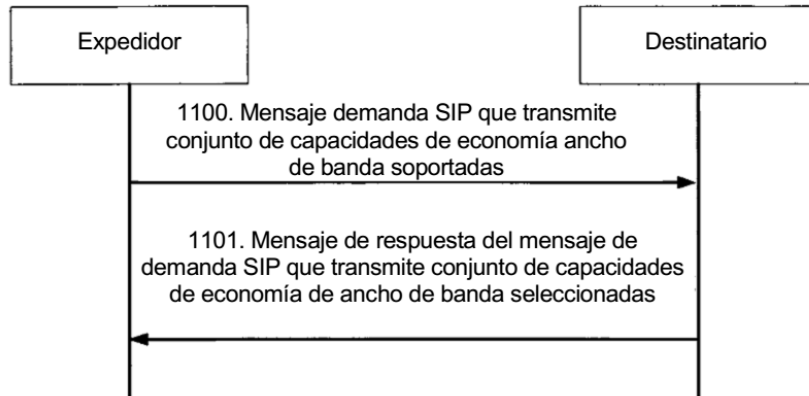 Expedidor
Destinatario
1100. Mensaje demanda SIP que transmite
conjunto de capacidades de economía ancho
de banda soportadas
1101. Mensaje de respuesta del mensaje de
demanda SIP que transmite conjunto de capacidades
de economía de ancho de banda seleccionadas